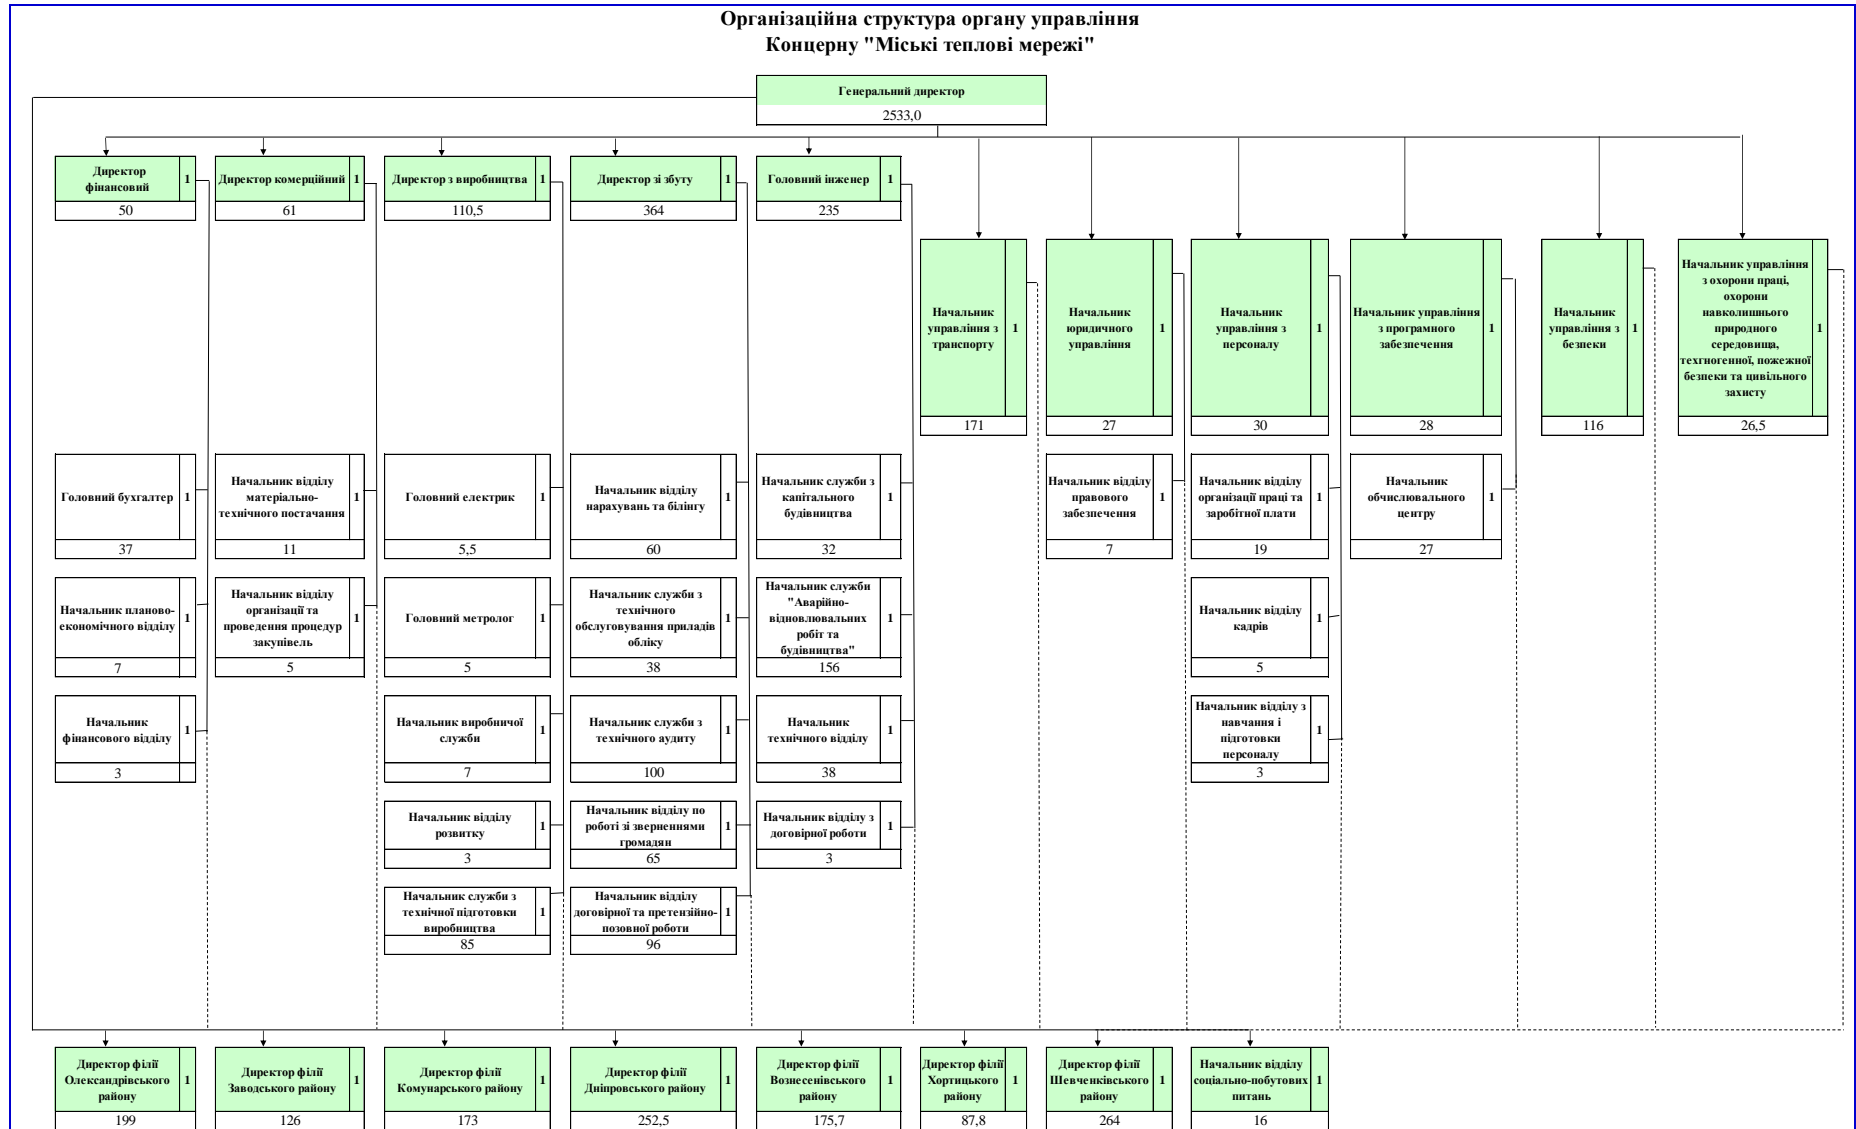 Організаційна структура органу управління
Концерну "Міські теплові мережі"
Генеральний директор
2533,0
Директор
фінансовий
1
50
Директор комерційний
1
61
Директор з виробництва
1
110,5
Директор зі збуту
1
364
Головний інженер
1
235
Начальник
управління з
транспорту
1
171
Начальник
юридичного
управління
1
27
Начальник
управління з
персоналу
1
30
Начальник управління
з програмного
забезпечення
1
28
Начальник
управління з
безпеки
1
116
Начальник управління
з охорони праці,
охорони
навколишнього
природного
середовища,
техгногенної, пожежної
безпеки та цивільного
захисту
1
26,5
Головний бухгалтер
1
37
Начальник відділу
матеріально-
технічного постачання
1
11
Головний електрик
1
5,5
Начальник відділу
нарахувань та білінгу
1
60
Начальник служби з
капітального
будівництва
1
32
Начальник відділу
правового
забезпечення
1
7
Начальник відділу
організації праці та
заробітної плати
1
19
Начальник
обчислювального
центру
1
27
Начальник планово-
економічного відділу
1
7
Начальник відділу
організації та
проведення процедур
закупівель
1
5
Головний метролог
1
5
Начальник служби з
технічного
обслуговування приладів
обліку
1
38
Начальник служби
"Аварійно-
відновлювальних
робіт та
будівництва"
1
156
Начальник відділу
кадрів
1
5
Начальник
фінансового відділу
1
3
Начальник виробничої
служби
1
7
Начальник служби з
технічного аудиту
1
100
Начальник
технічного відділу
1
38
Начальник відділу з
навчання і
підготовки
персоналу
1
3
Начальник відділу
розвитку
1
3
Начальник відділу по
роботі зі зверненнями
громадян
1
65
Начальник відділу з
договірної роботи
1
3
Начальник служби з
технічної підготовки
виробництва
1
85
Начальник відділу
договірної та претензійно-
позовної роботи
1
96
Директор філії
Олександрівського
району
1
199
Директор філії
Заводського району
1
126
Директор філії
Комунарського району
1
173
Директор філії
Дніпровського району
1
252,5
Директор філії
Вознесенівського
району
1
175,7
Директор філії
Хортицького
району
1
87,8
Директор філії
Шевченківського
району
1
264
Начальник відділу
соціально-побутових
питань
1
16